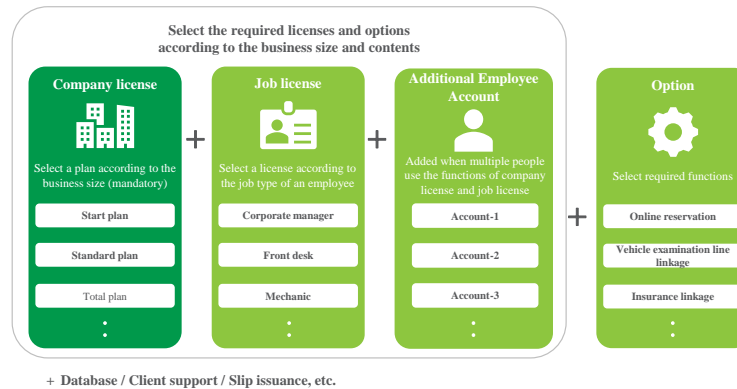 Select the required licenses and options
according to the business size and contents
Company license
Select a plan according to the
business size (mandatory)
Start plan
Standard plan
Total plan
+
Job license
Select a license according to
the job type of an employee
Corporate manager
Front desk
Mechanic
+
Additional Employee
Account
Added when multiple people
use the functions of company
license and job license
Account-1
Account-2
Account-3
+
Option
Select required functions
Online reservation
Vehicle examination line
linkage
Insurance linkage
+ Database / Client support / Slip issuance, etc.